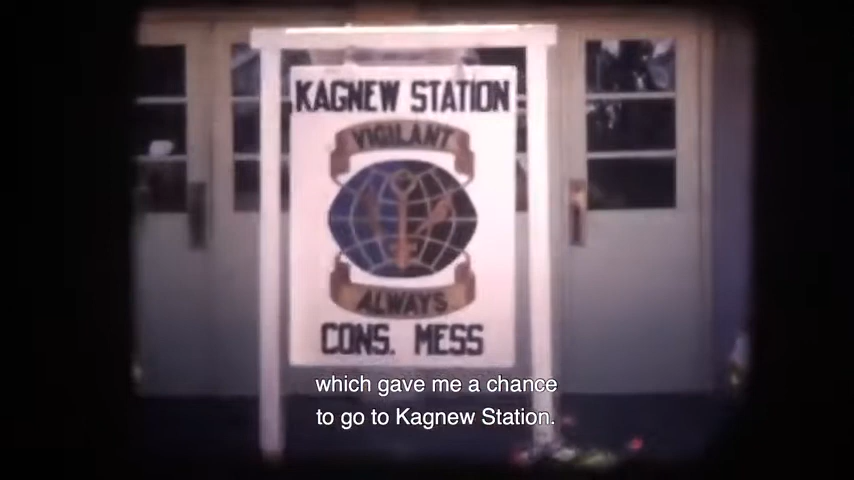 KAGNEW STATION
VIGILANT
ALWAYS
CONS. MESS
which gave me a chance
to go to Kagnew Station.